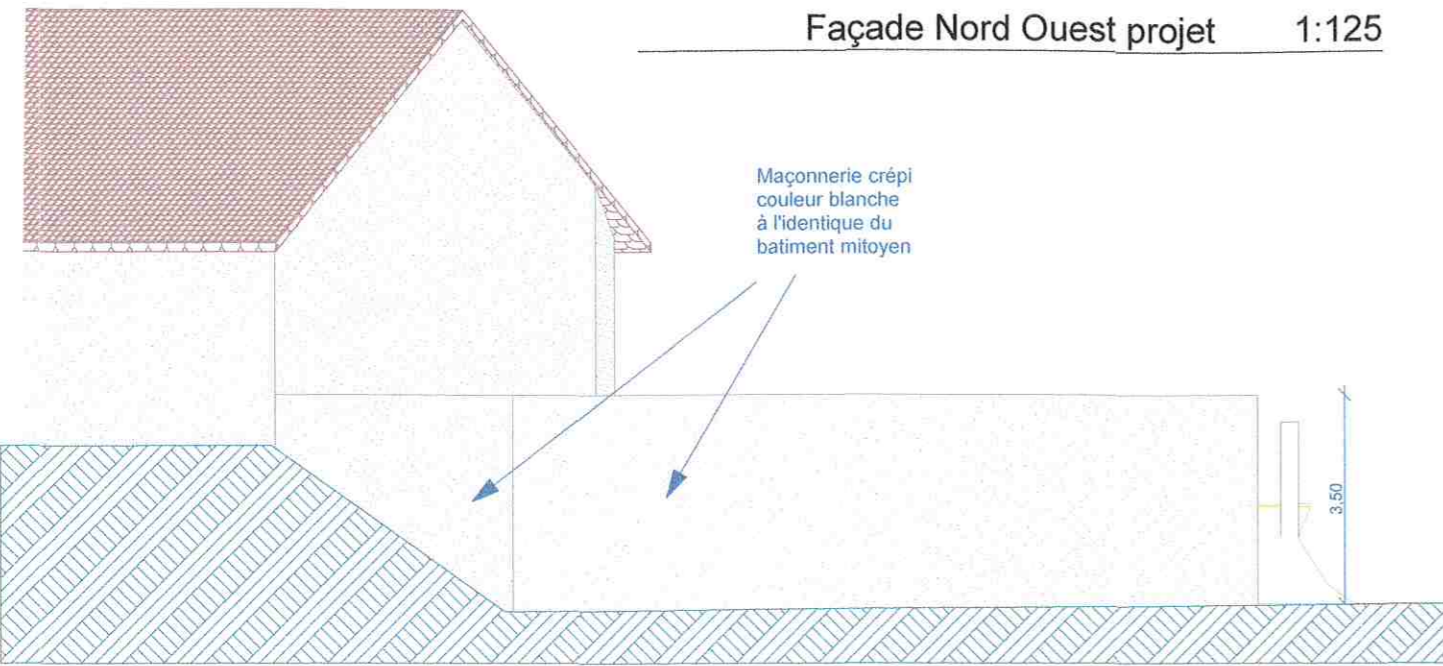 Façade Nord Ouest projet 1:125
Maçonnerie crépi
couleur blanche
à l'identique du
batiment mitoyen
3,50